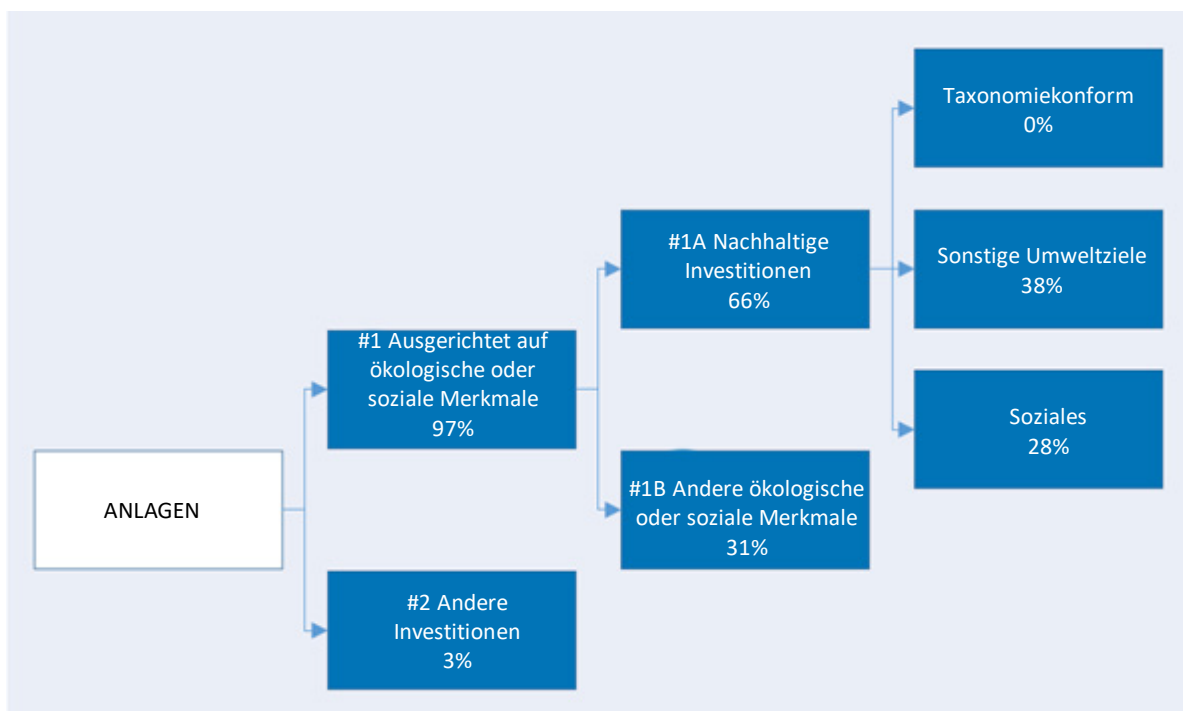 ANLAGEN
#1 Ausgerichtet auf
ökologische oder
soziale Merkmale
97%
#2 Andere
Investitionen
3%
#1A Nachhaltige
Investitionen
66%
#1B Andere ökologische
oder soziale Merkmale
31%
Taxonomiekonform
0%
Sonstige Umweltziele
38%
Soziales
28%